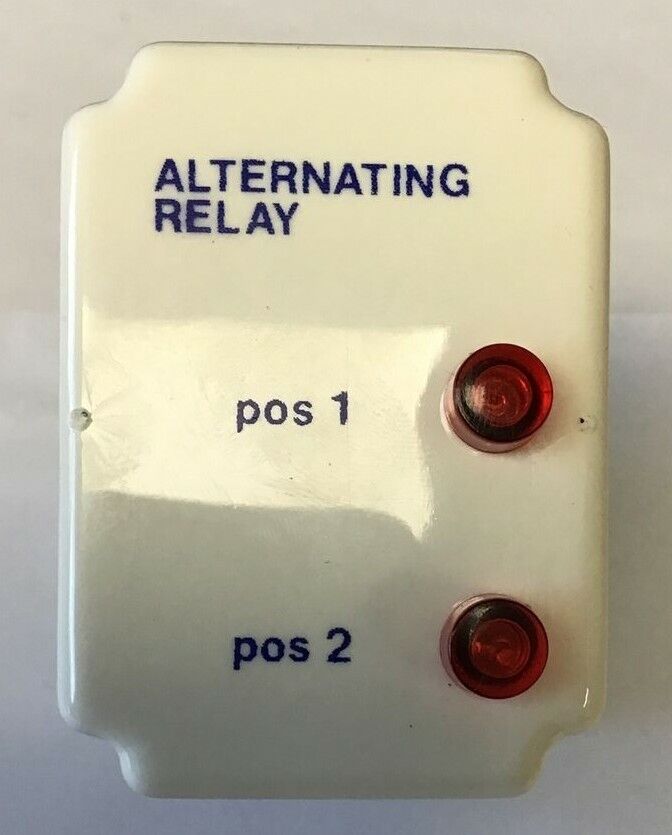 ALTERNATING
RELAY
pos 1
pos 2